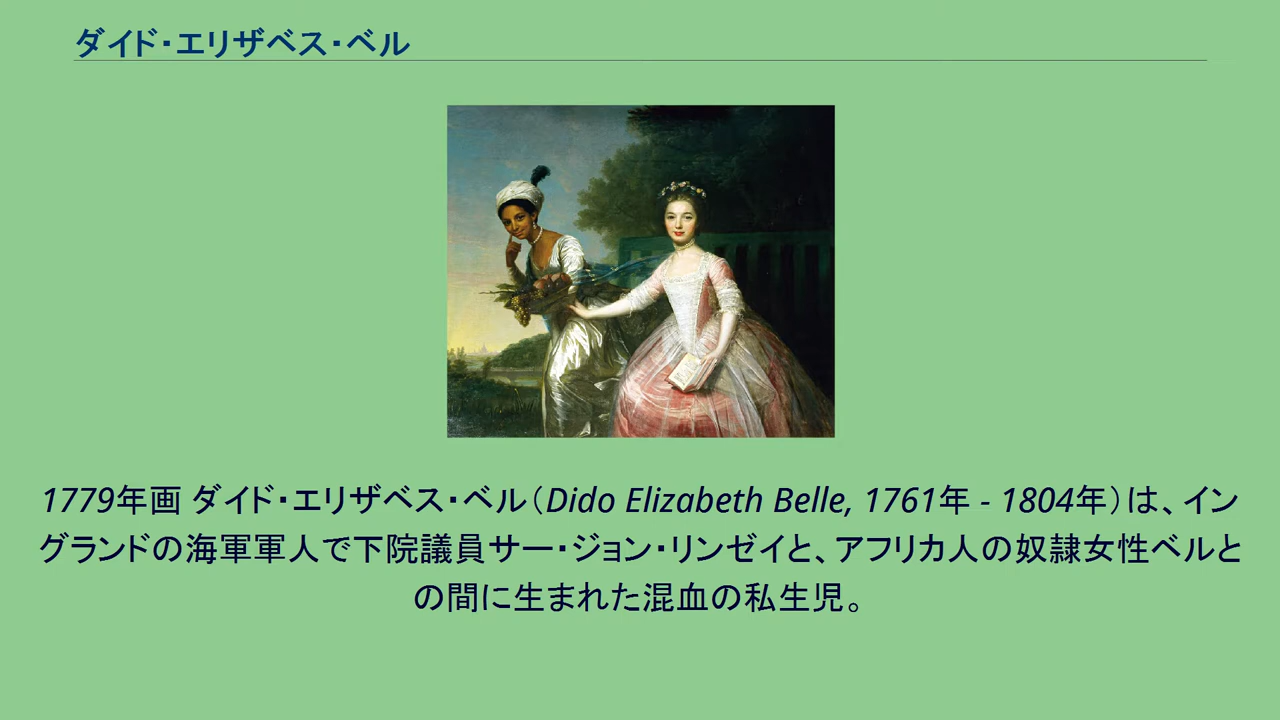 ダイド・エリザベス・ベル
1779年画 ダイド・エリザベス・ベル（Dido Elizabeth Belle, 1761年 - 1804年）は、イン
グランドの海軍軍人で下院議員サー・ジョン・リンゼイと、アフリカ人の奴隷女性ベルと
の間に生まれた混血の私生児。